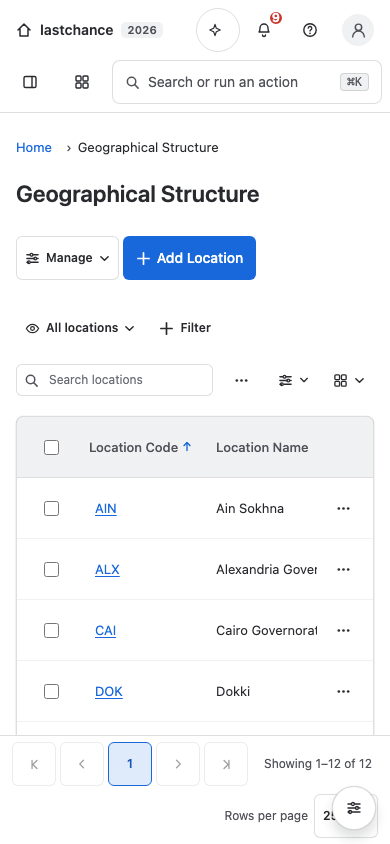 lastchance 2026 9
Search or run an action ⌘K
Home › Geographical Structure
Geographical Structure
Manage + Add Location
All locations + Filter
Search locations
Location Code ↑ Location Name
AIN Ain Sokhna
ALX Alexandria Gover
CAI Cairo Governorat
DOK Dokki
1 Showing 1–12 of 12
Rows per page